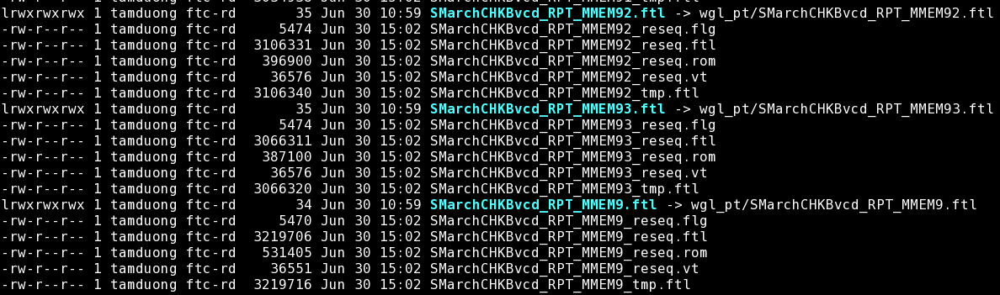 lrwxrwxrwx 1 tamduong ftc-rd       35 Jun 30 10:59 SMarchCHKBvcd_RPT_MMEM92.ftl -> wgl_pt/SMarchCHKBvcd_RPT_MMEM92.ftl
-rw-r--r-- 1 tamduong ftc-rd     5474 Jun 30 15:02 SMarchCHKBvcd_RPT_MMEM92_reseq.flg
-rw-r--r-- 1 tamduong ftc-rd  3106331 Jun 30 15:02 SMarchCHKBvcd_RPT_MMEM92_reseq.ftl
-rw-r--r-- 1 tamduong ftc-rd   396900 Jun 30 15:02 SMarchCHKBvcd_RPT_MMEM92_reseq.rom
-rw-r--r-- 1 tamduong ftc-rd    36576 Jun 30 15:02 SMarchCHKBvcd_RPT_MMEM92_reseq.vt
-rw-r--r-- 1 tamduong ftc-rd  3106340 Jun 30 15:02 SMarchCHKBvcd_RPT_MMEM92_tmp.ftl
lrwxrwxrwx 1 tamduong ftc-rd       35 Jun 30 10:59 SMarchCHKBvcd_RPT_MMEM93.ftl -> wgl_pt/SMarchCHKBvcd_RPT_MMEM93.ftl
-rw-r--r-- 1 tamduong ftc-rd     5474 Jun 30 15:02 SMarchCHKBvcd_RPT_MMEM93_reseq.flg
-rw-r--r-- 1 tamduong ftc-rd  3066311 Jun 30 15:02 SMarchCHKBvcd_RPT_MMEM93_reseq.ftl
-rw-r--r-- 1 tamduong ftc-rd   387100 Jun 30 15:02 SMarchCHKBvcd_RPT_MMEM93_reseq.rom
-rw-r--r-- 1 tamduong ftc-rd    36576 Jun 30 15:02 SMarchCHKBvcd_RPT_MMEM93_reseq.vt
-rw-r--r-- 1 tamduong ftc-rd  3066320 Jun 30 15:02 SMarchCHKBvcd_RPT_MMEM93_tmp.ftl
lrwxrwxrwx 1 tamduong ftc-rd       34 Jun 30 10:59 SMarchCHKBvcd_RPT_MMEM9.ftl -> wgl_pt/SMarchCHKBvcd_RPT_MMEM9.ftl
-rw-r--r-- 1 tamduong ftc-rd     5470 Jun 30 15:02 SMarchCHKBvcd_RPT_MMEM9_reseq.flg
-rw-r--r-- 1 tamduong ftc-rd  3219706 Jun 30 15:02 SMarchCHKBvcd_RPT_MMEM9_reseq.ftl
-rw-r--r-- 1 tamduong ftc-rd   531405 Jun 30 15:02 SMarchCHKBvcd_RPT_MMEM9_reseq.rom
-rw-r--r-- 1 tamduong ftc-rd    36551 Jun 30 15:02 SMarchCHKBvcd_RPT_MMEM9_reseq.vt
-rw-r--r-- 1 tamduong ftc-rd  3219716 Jun 30 15:02 SMarchCHKBvcd_RPT_MMEM9_tmp.ftl